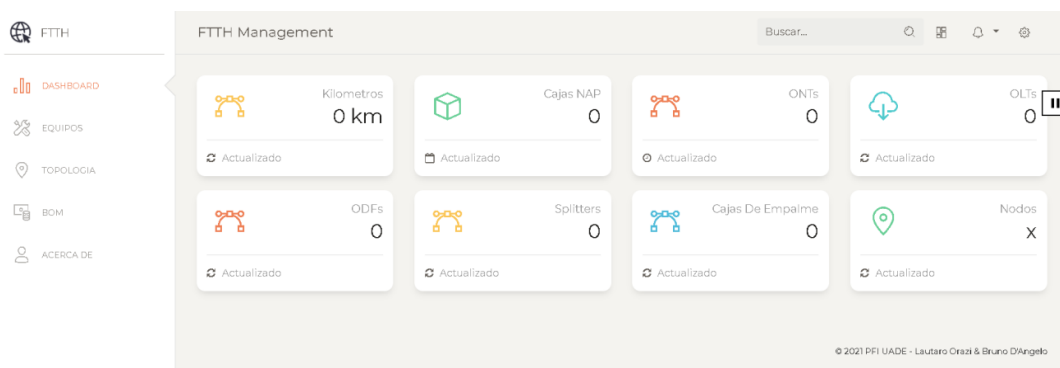 FTTH
FTTH Management
Buscar...
DASHBOARD
EQUIPOS
TOPOLOGIA
BOM
ACERCA DE
Kilometros
0 km
Actualizado
Cajas NAP
0
Actualizado
ONTs
0
Actualizado
OLTs
0
Actualizado
ODFs
0
Actualizado
Splitters
0
Actualizado
Cajas De Empalme
0
Actualizado
Nodos
x
Actualizado
© 2021 PFI UADE - Lautaro Orazi & Bruno D'Angelo